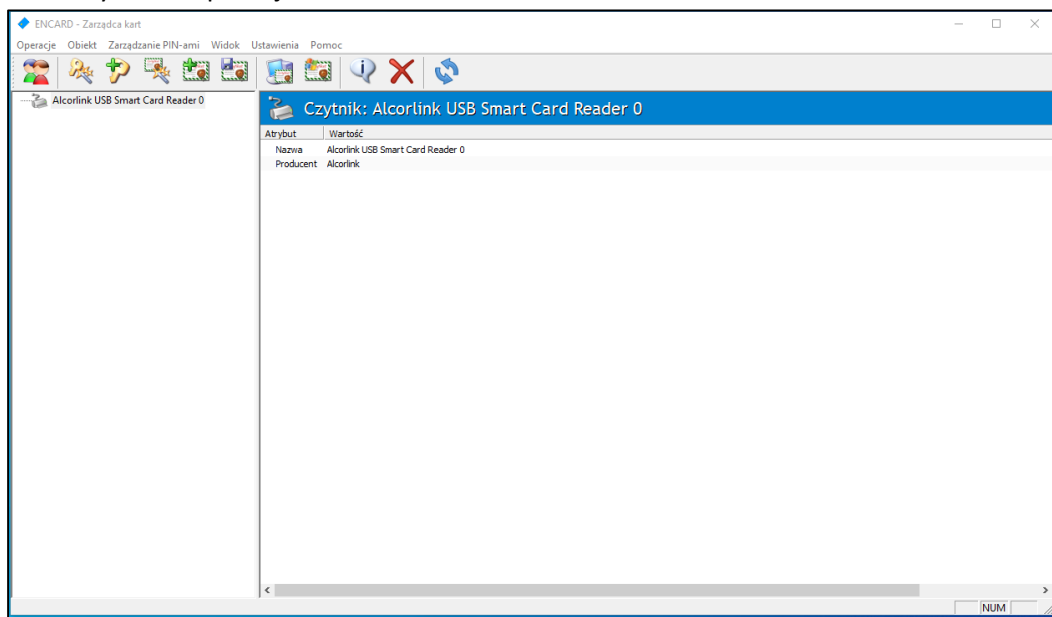 ENCARD - Zarządca kart
Operacje Obiekt Zarządzanie PIN-ami Widok Ustawienia Pomoc
Alcorlink USB Smart Card Reader 0
Czytnik: Alcorlink USB Smart Card Reader 0
Atrybut Wartość
Nazwa Alcorlink USB Smart Card Reader 0
Producent Alcorlink
NUM